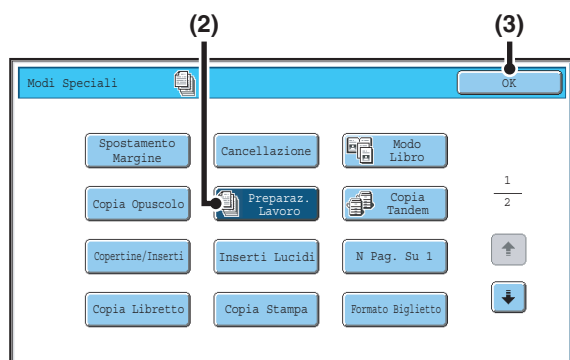 (2) (3)
Modi Speciali OK
Spostamento
Margine
Cancellazione
Modo
Libro
Copia Opuscolo
Preparaz.
Lavoro
Copia
Tandem
1
2
Copertine/Inserti
Inserti Lucidi
N Pag. Su 1
Copia Libretto
Copia Stampa
Formato Biglietto